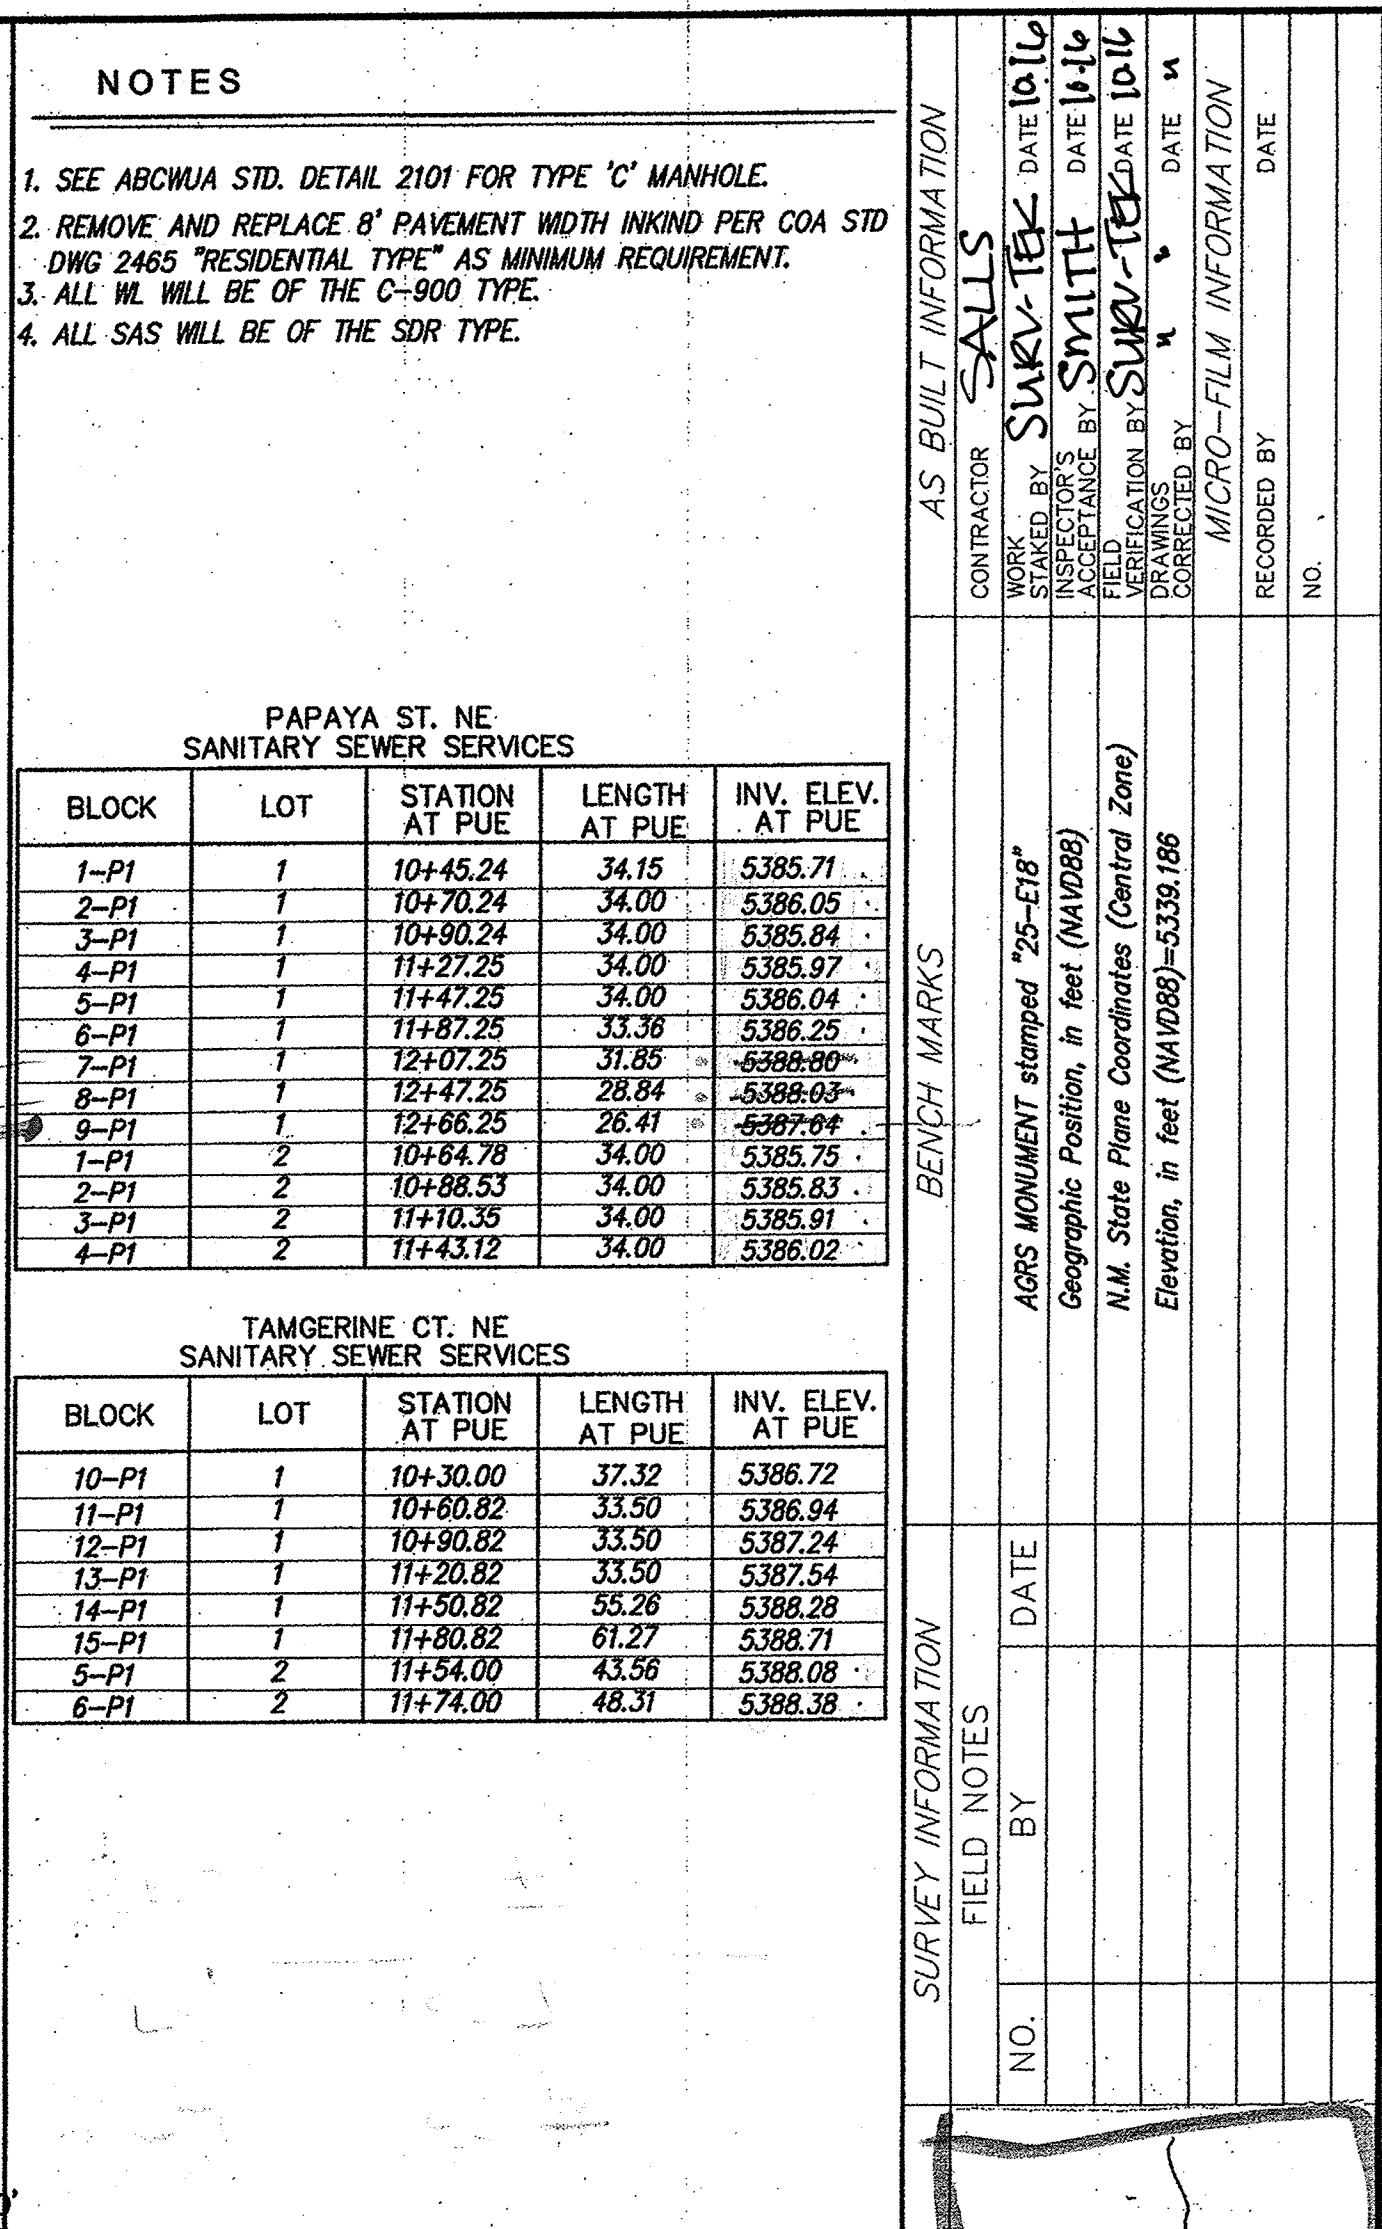 NOTES
1. SEE ABCWUA STD. DETAIL 2101 FOR TYPE 'C' MANHOLE.
2. REMOVE AND REPLACE 8' PAVEMENT WIDTH INKIND PER COA STD
DWG 2465 "RESIDENTIAL TYPE" AS MINIMUM REQUIREMENT.
3. ALL WL WILL BE OF THE C-900 TYPE.
4. ALL SAS WILL BE OF THE SDR TYPE.
PAPAYA ST. NE
SANITARY SEWER SERVICES
BLOCK LOT STATION AT PUE LENGTH AT PUE INV. ELEV. AT PUE
1-P1 1 10+45.24 34.15 5385.71
2-P1 1 10+70.24 34.00 5386.05
3-P1 1 10+90.24 34.00 5385.84
4-P1 1 11+27.25 34.00 5385.97
5-P1 1 11+47.25 34.00 5386.04
6-P1 1 11+87.25 33.36 5386.25
7-P1 1 12+07.25 31.85 5388.80
8-P1 1 12+47.25 28.84 5388.03
9-P1 1 12+66.25 26.41 5387.64
1-P1 2 10+64.78 34.00 5385.75
2-P1 2 10+88.53 34.00 5385.83
3-P1 2 11+10.35 34.00 5385.91
4-P1 2 11+43.12 34.00 5386.02
TAMGERINE CT. NE
SANITARY SEWER SERVICES
BLOCK LOT STATION AT PUE LENGTH AT PUE INV. ELEV. AT PUE
10-P1 1 10+30.00 37.32 5386.72
11-P1 1 10+60.82 33.50 5386.94
12-P1 1 10+90.82 33.50 5387.24
13-P1 1 11+20.82 33.50 5387.54
14-P1 1 11+50.82 55.26 5388.28
15-P1 1 11+80.82 61.27 5388.71
5-P1 2 11+54.00 43.56 5388.08
6-P1 2 11+74.00 48.31 5388.38
AS BUILT INFORMATION
CONTRACTOR SALLS
WORK
STAKED BY SURV-TEK DATE 10.16
INSPECTOR'S
ACCEPTANCE BY SMITH DATE 10.16
FIELD
VERIFICATION BY SURV-TEK DATE 10.16
DRAWINGS
CORRECTED BY " " DATE "
MICRO-FILM INFORMATION
RECORDED BY DATE
NO.
BENCH MARKS
AGRS MONUMENT stamped "25-E18"
Geographic Position, in feet (NAVD88)
N.M. State Plane Coordinates (Central Zone)
Elevation, in feet (NAVD88)=5339.186
SURVEY INFORMATION
FIELD NOTES
NO. BY DATE